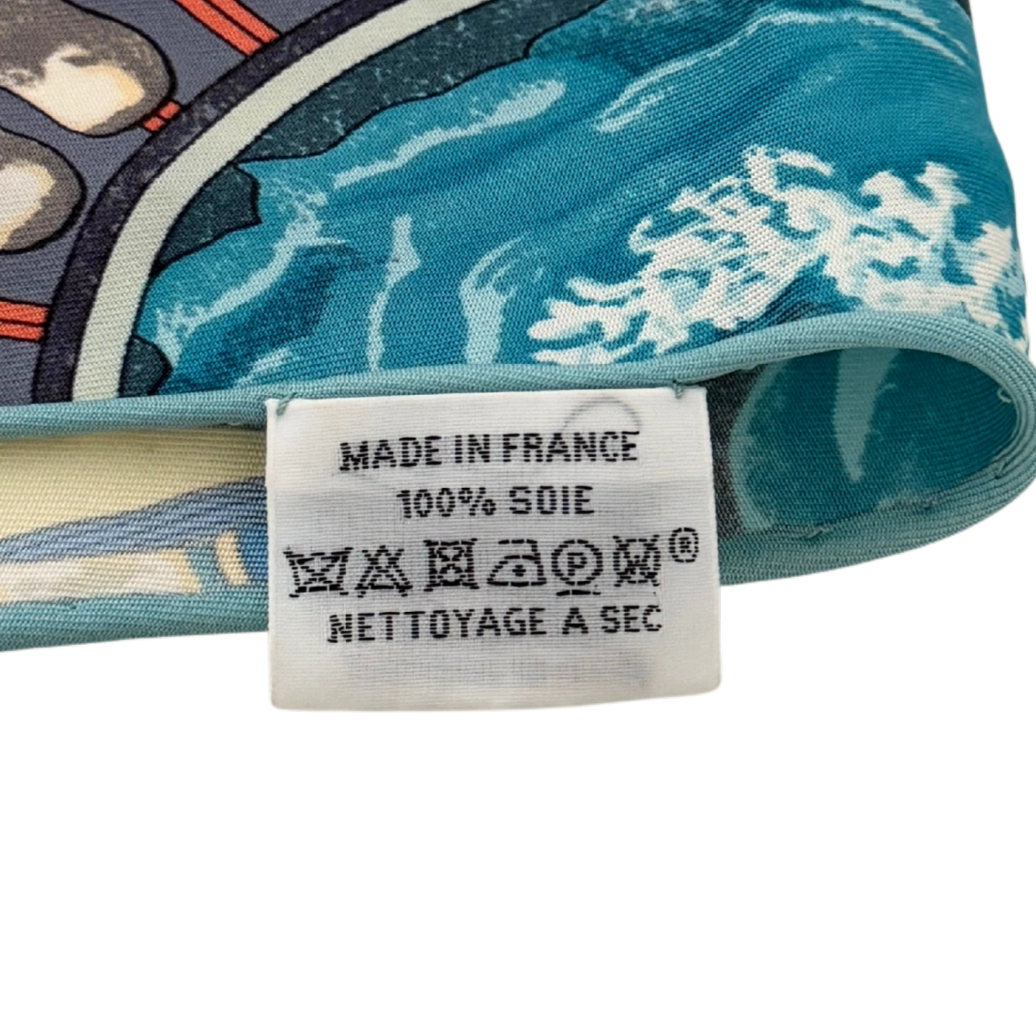 MADE IN FRANCE
100% SOIE
P ®
NETTOYAGE A SEC